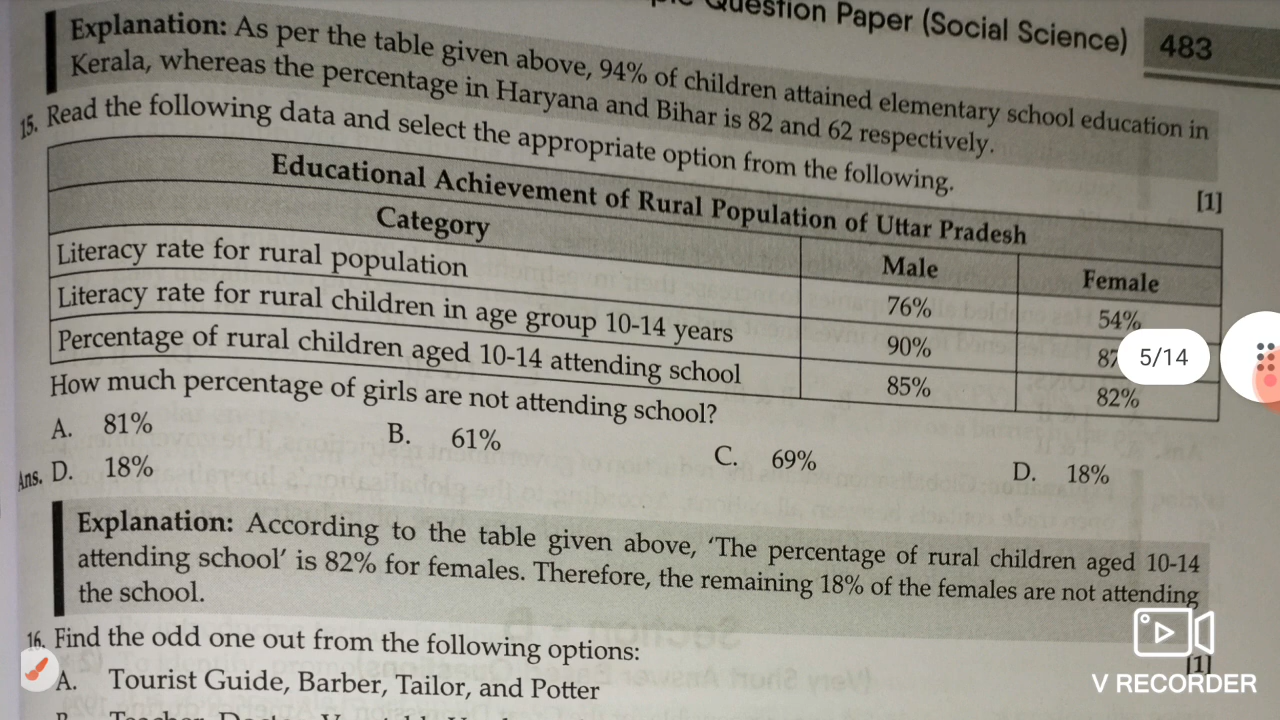 Question Paper (Social Science) 483
Explanation: As per the table given above, 94% of children attained elementary school education in
Kerala, whereas the percentage in Haryana and Bihar is 82 and 62 respectively.
15. Read the following data and select the appropriate option from the following. [1]
Educational Achievement of Rural Population of Uttar Pradesh
Category Male Female
Literacy rate for rural population 76% 54%
Literacy rate for rural children in age group 10-14 years 90% 87
Percentage of rural children aged 10-14 attending school 85% 82%
5/14
How much percentage of girls are not attending school?
A. 81% B. 61% C. 69% D. 18%
Ans. D. 18%
Explanation: According to the table given above, 'The percentage of rural children aged 10-14
attending school' is 82% for females. Therefore, the remaining 18% of the females are not attending
the school.
16. Find the odd one out from the following options: [1]
A. Tourist Guide, Barber, Tailor, and Potter
V RECORDER